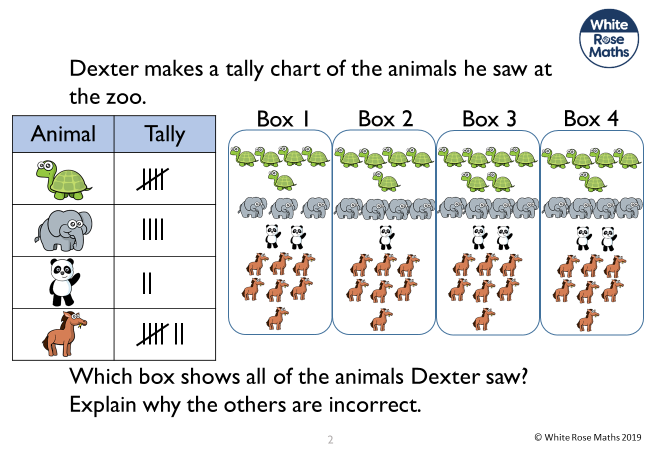 White
Rose
Maths
Dexter makes a tally chart of the animals he saw at
the zoo.
Animal Tally
Box 1 Box 2 Box 3 Box 4
Which box shows all of the animals Dexter saw?
Explain why the others are incorrect.
2
© White Rose Maths 2019